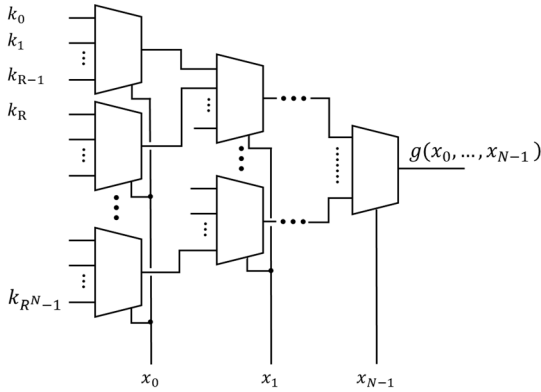 k_0
k_1
k_{R-1}
k_R
g(x_0, ..., x_{N-1})
k_{R^N-1}
x_0
x_1
x_{N-1}